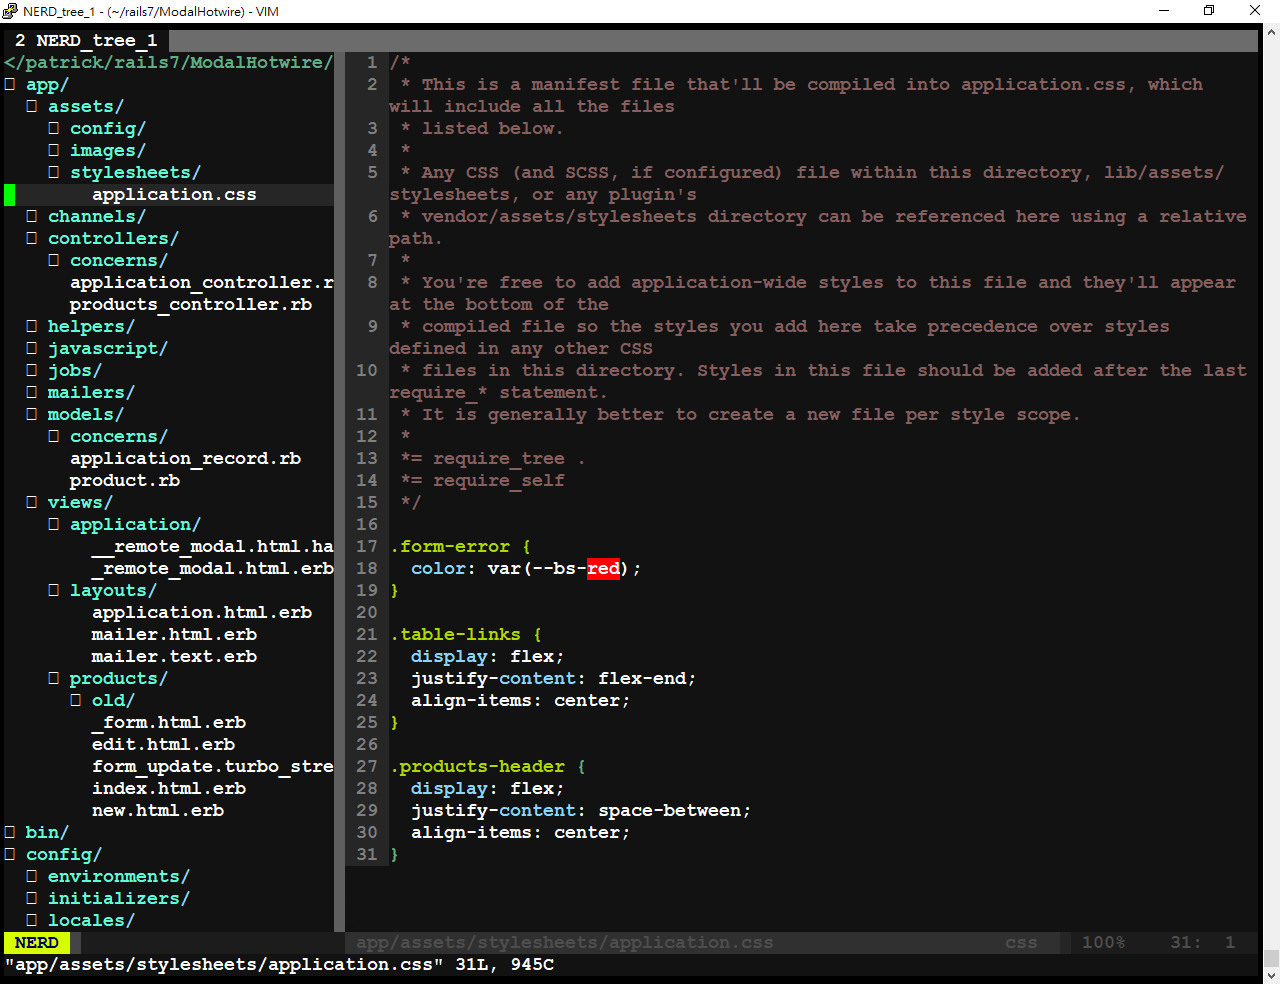 NERD_tree_1 - (~/rails7/ModalHotwire) - VIM
2 NERD_tree_1
</patrick/rails7/ModalHotwire/
app/
assets/
config/
images/
stylesheets/
application.css
channels/
controllers/
concerns/
application_controller.r
products_controller.rb
helpers/
javascript/
jobs/
mailers/
models/
concerns/
application_record.rb
product.rb
views/
application/
__remote_modal.html.ha
_remote_modal.html.erb
layouts/
application.html.erb
mailer.html.erb
mailer.text.erb
products/
old/
_form.html.erb
edit.html.erb
form_update.turbo_stre
index.html.erb
new.html.erb
bin/
config/
environments/
initializers/
locales/
1 /*
2  * This is a manifest file that'll be compiled into application.css, which
will include all the files
3  * listed below.
4  *
5  * Any CSS (and SCSS, if configured) file within this directory, lib/assets/
stylesheets, or any plugin's
6  * vendor/assets/stylesheets directory can be referenced here using a relative
path.
7  *
8  * You're free to add application-wide styles to this file and they'll appear
at the bottom of the
9  * compiled file so the styles you add here take precedence over styles
defined in any other CSS
10  * files in this directory. Styles in this file should be added after the last
require_* statement.
11  * It is generally better to create a new file per style scope.
12  *
13  *= require_tree .
14  *= require_self
15  */
16
17 .form-error {
18   color: var(--bs-red);
19 }
20
21 .table-links {
22   display: flex;
23   justify-content: flex-end;
24   align-items: center;
25 }
26
27 .products-header {
28   display: flex;
29   justify-content: space-between;
30   align-items: center;
31 }
NERD app/assets/stylesheets/application.css css 100% 31: 1
"app/assets/stylesheets/application.css" 31L, 945C